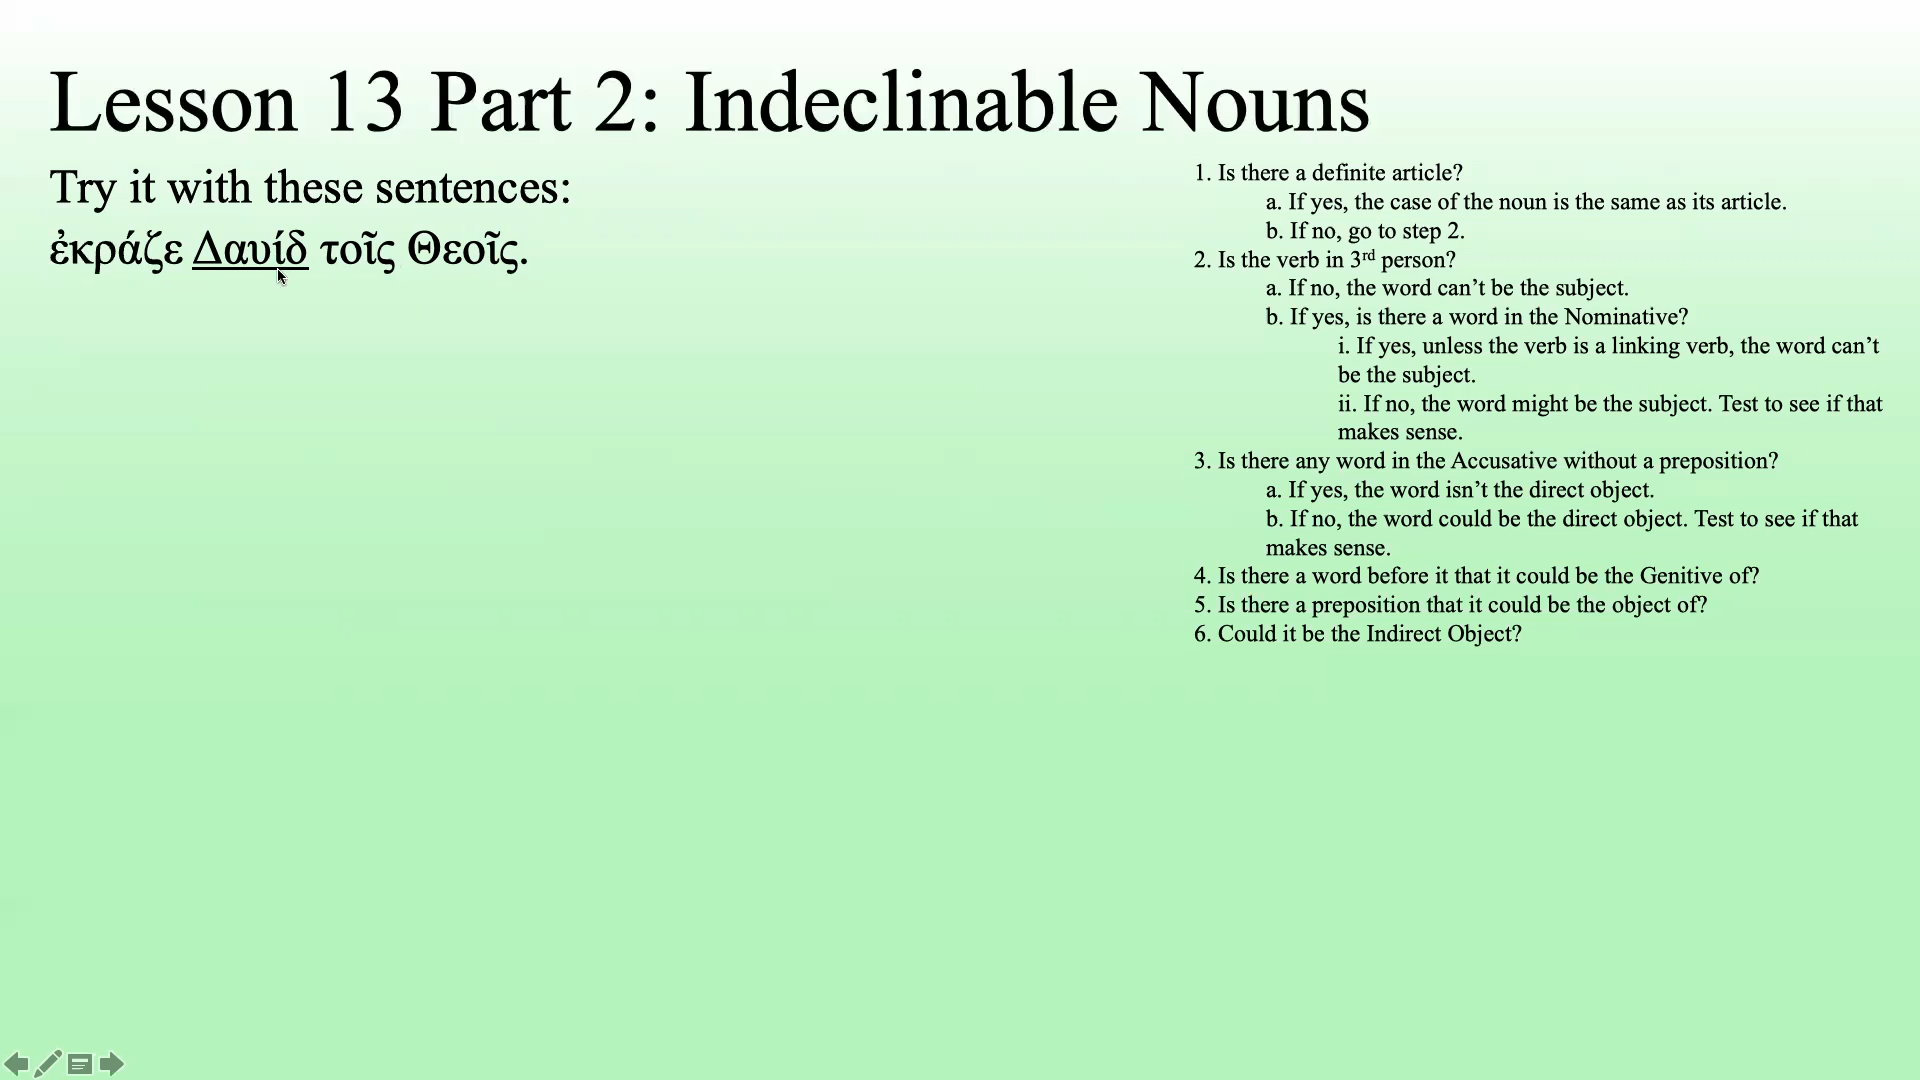 Lesson 13 Part 2: Indeclinable Nouns
Try it with these sentences:
ἐκράζε Δαυίδ τοῖς Θεοῖς.
1. Is there a definite article?
a. If yes, the case of the noun is the same as its article.
b. If no, go to step 2.
2. Is the verb in 3rd person?
a. If no, the word can’t be the subject.
b. If yes, is there a word in the Nominative?
i. If yes, unless the verb is a linking verb, the word can’t
be the subject.
ii. If no, the word might be the subject. Test to see if that
makes sense.
3. Is there any word in the Accusative without a preposition?
a. If yes, the word isn’t the direct object.
b. If no, the word could be the direct object. Test to see if that
makes sense.
4. Is there a word before it that it could be the Genitive of?
5. Is there a preposition that it could be the object of?
6. Could it be the Indirect Object?